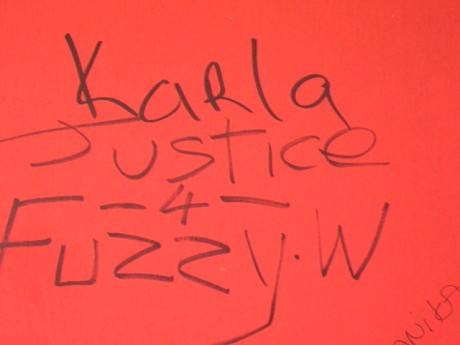 Karla
Justice
-4-
Fuzzy.W